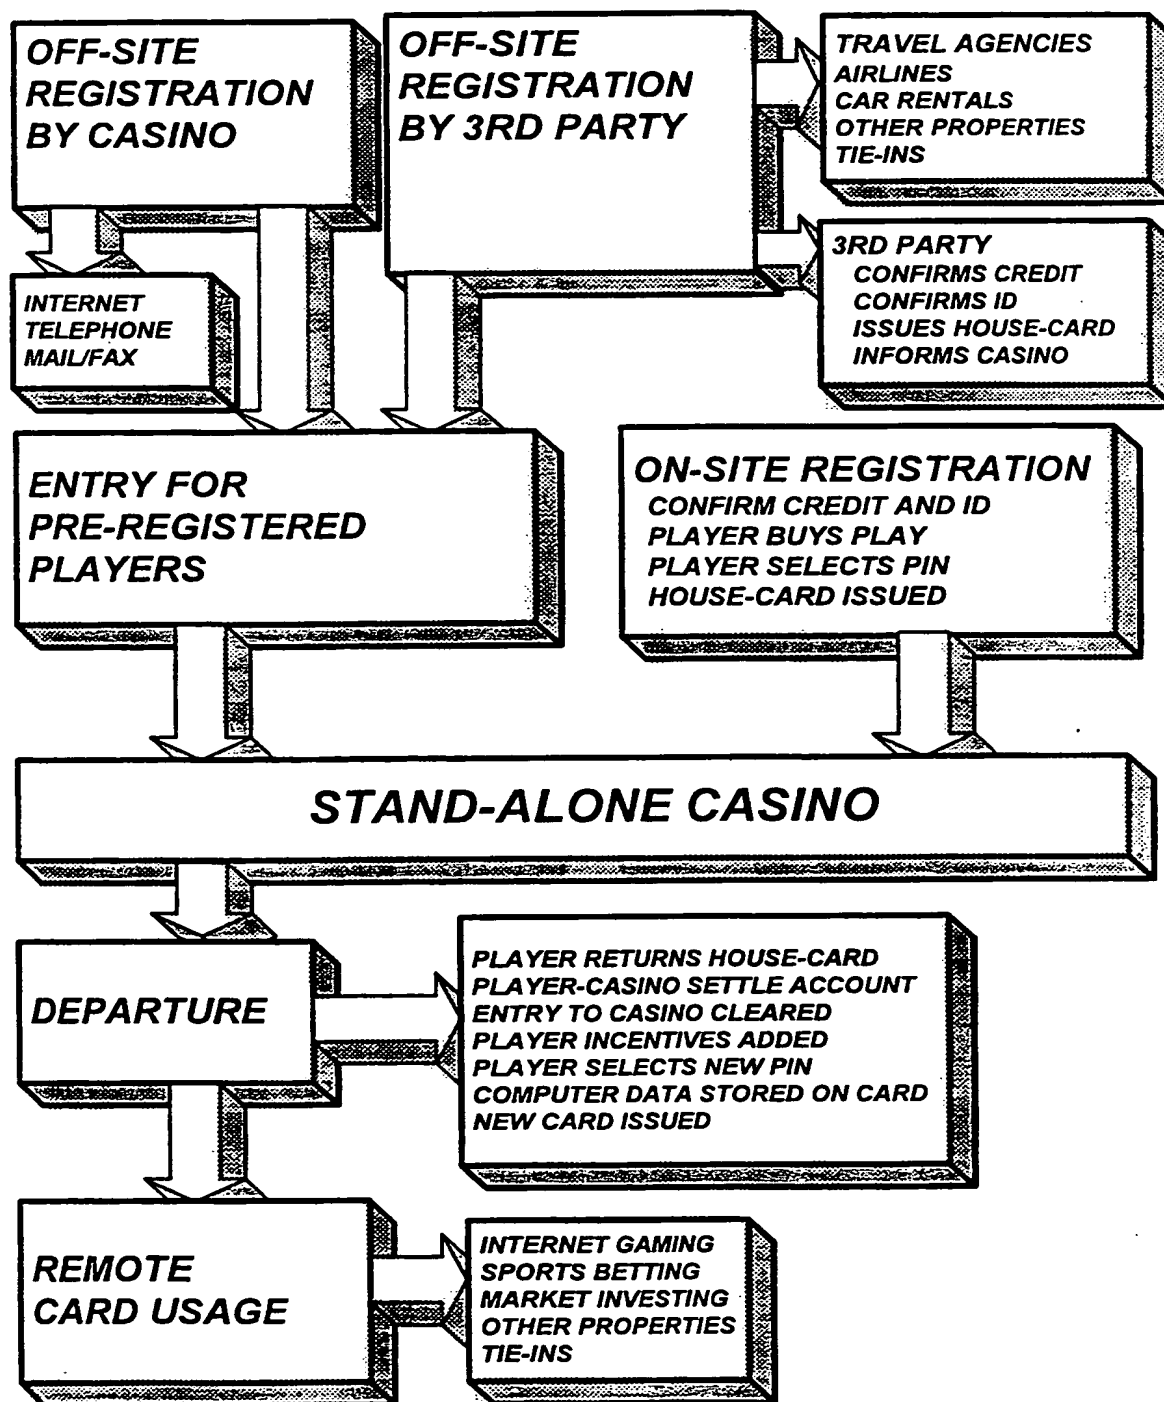 OFF-SITE
REGISTRATION
BY CASINO
OFF-SITE
REGISTRATION
BY 3RD PARTY
TRAVEL AGENCIES
AIRLINES
CAR RENTALS
OTHER PROPERTIES
TIE-INS
3RD PARTY
CONFIRMS CREDIT
CONFIRMS ID
ISSUES HOUSE-CARD
INFORMS CASINO
INTERNET
TELEPHONE
MAIL/FAX
ENTRY FOR
PRE-REGISTERED
PLAYERS
ON-SITE REGISTRATION
CONFIRM CREDIT AND ID
PLAYER BUYS PLAY
PLAYER SELECTS PIN
HOUSE-CARD ISSUED
STAND-ALONE CASINO
DEPARTURE
PLAYER RETURNS HOUSE-CARD
PLAYER-CASINO SETTLE ACCOUNT
ENTRY TO CASINO CLEARED
PLAYER INCENTIVES ADDED
PLAYER SELECTS NEW PIN
COMPUTER DATA STORED ON CARD
NEW CARD ISSUED
REMOTE
CARD USAGE
INTERNET GAMING
SPORTS BETTING
MARKET INVESTING
OTHER PROPERTIES
TIE-INS